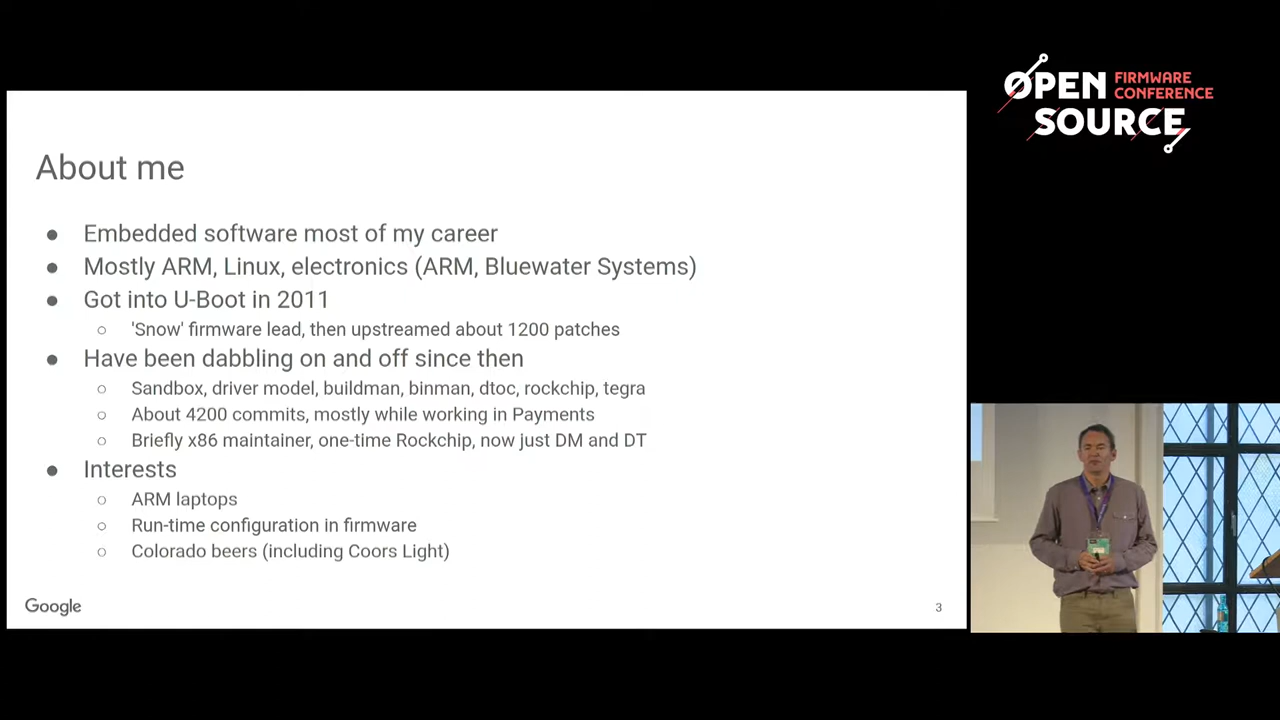 OPEN FIRMWARE
CONFERENCE
SOURCE
About me
● Embedded software most of my career
● Mostly ARM, Linux, electronics (ARM, Bluewater Systems)
● Got into U-Boot in 2011
○ 'Snow' firmware lead, then upstreamed about 1200 patches
● Have been dabbling on and off since then
○ Sandbox, driver model, buildman, binman, dtoc, rockchip, tegra
○ About 4200 commits, mostly while working in Payments
○ Briefly x86 maintainer, one-time Rockchip, now just DM and DT
● Interests
○ ARM laptops
○ Run-time configuration in firmware
○ Colorado beers (including Coors Light)
Google
3